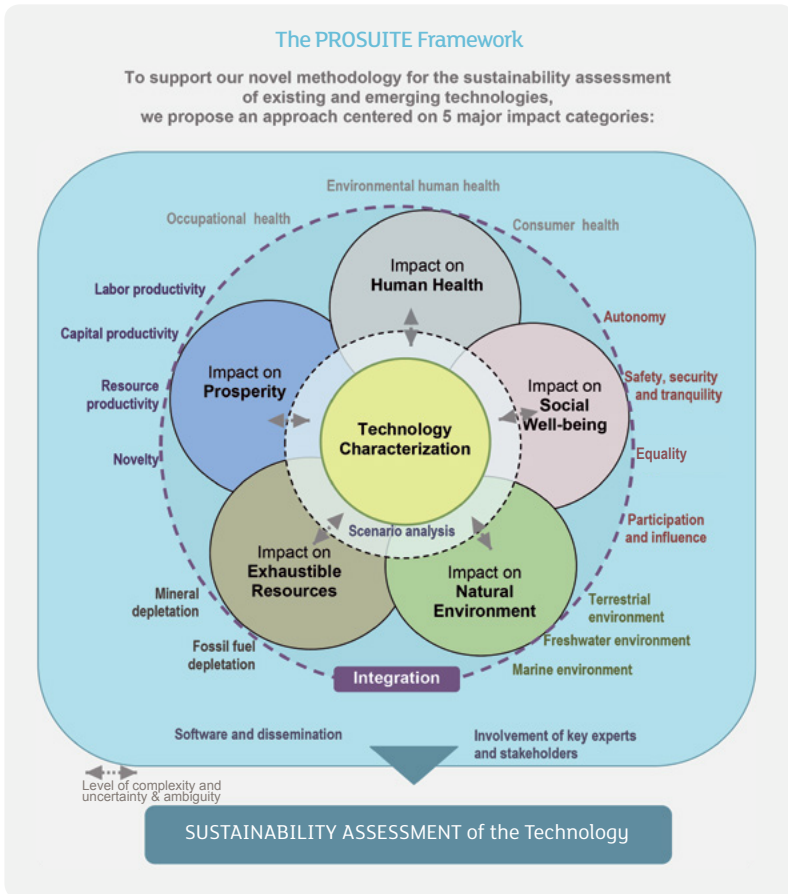 The PROSUITE Framework
To support our novel methodology for the sustainability assessment
of existing and emerging technologies,
we propose an approach centered on 5 major impact categories:
Environmental human health
Occupational health
Consumer health
Impact on
Human Health
Labor productivity
Capital productivity
Resource
productivity
Novelty
Impact on
Prosperity
Autonomy
Safety, security
and tranquility
Equality
Participation
and influence
Impact on
Social
Well-being
Technology
Characterization
Scenario analysis
Impact on
Exhaustible
Resources
Impact on
Natural
Environment
Mineral
depletation
Fossil fuel
depletation
Terrestrial
environment
Freshwater environment
Marine environment
Integration
Software and dissemination
Involvement of key experts
and stakeholders
Level of complexity and
uncertainty & ambiguity
SUSTAINABILITY ASSESSMENT of the Technology